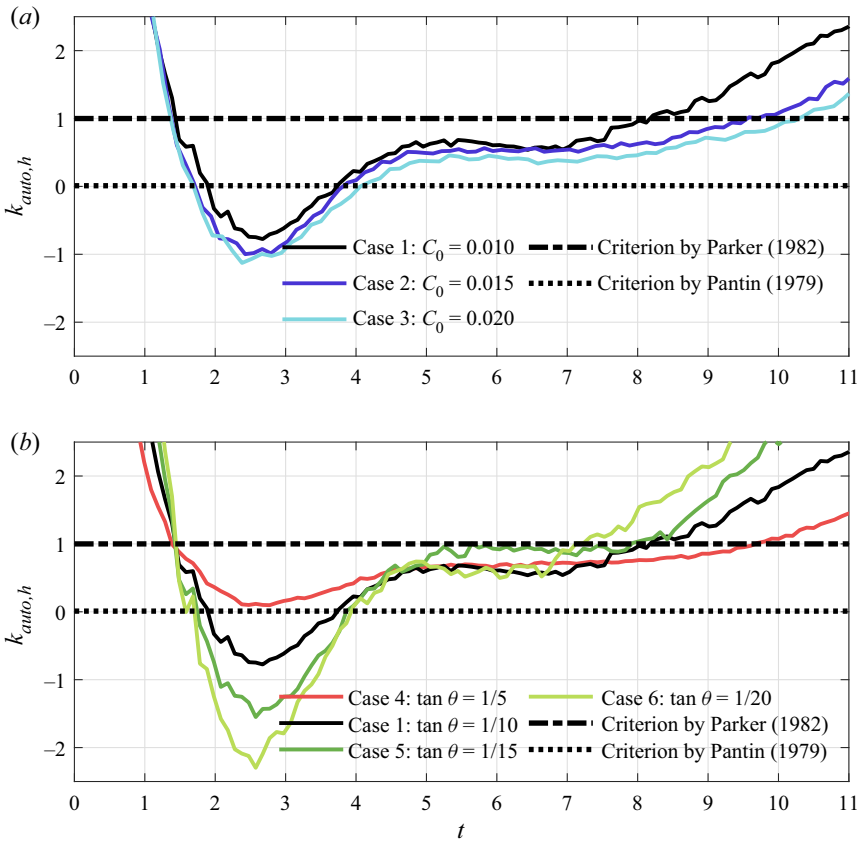 (a)
2
1
0
−1
−2
k_{auto,h}
Case 1: C_0 = 0.010
Case 2: C_0 = 0.015
Case 3: C_0 = 0.020
Criterion by Parker (1982)
Criterion by Pantin (1979)
0 1 2 3 4 5 6 7 8 9 10 11
(b)
2
1
0
−1
−2
k_{auto,h}
Case 4: tan θ = 1/5
Case 1: tan θ = 1/10
Case 5: tan θ = 1/15
Case 6: tan θ = 1/20
Criterion by Parker (1982)
Criterion by Pantin (1979)
0 1 2 3 4 5 6 7 8 9 10 11
t